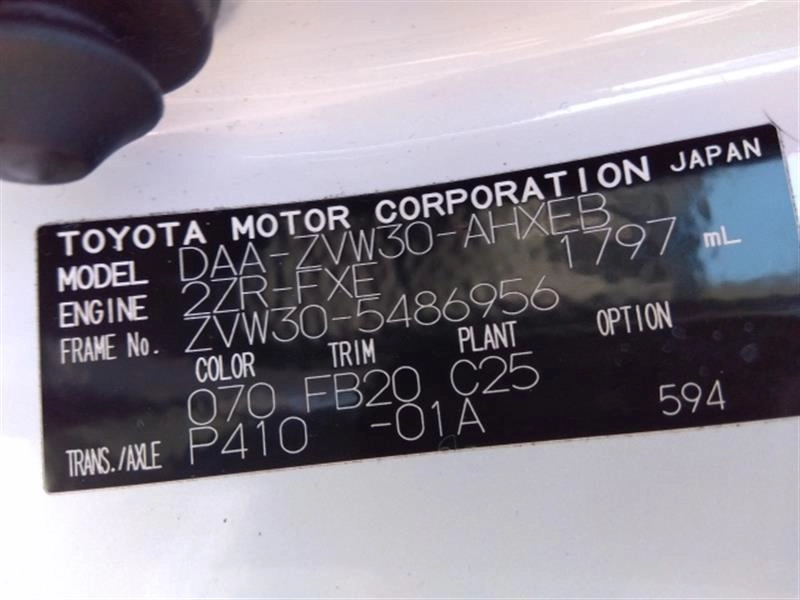 TOYOTA MOTOR CORPORATION JAPAN
MODEL DAA-ZVW30-AHXEB
ENGINE 2ZR-FXE 1797 mL
FRAME No. ZVW30-5486956
COLOR TRIM PLANT OPTION
070 FB20 C25
TRANS./AXLE P410 -01A 594